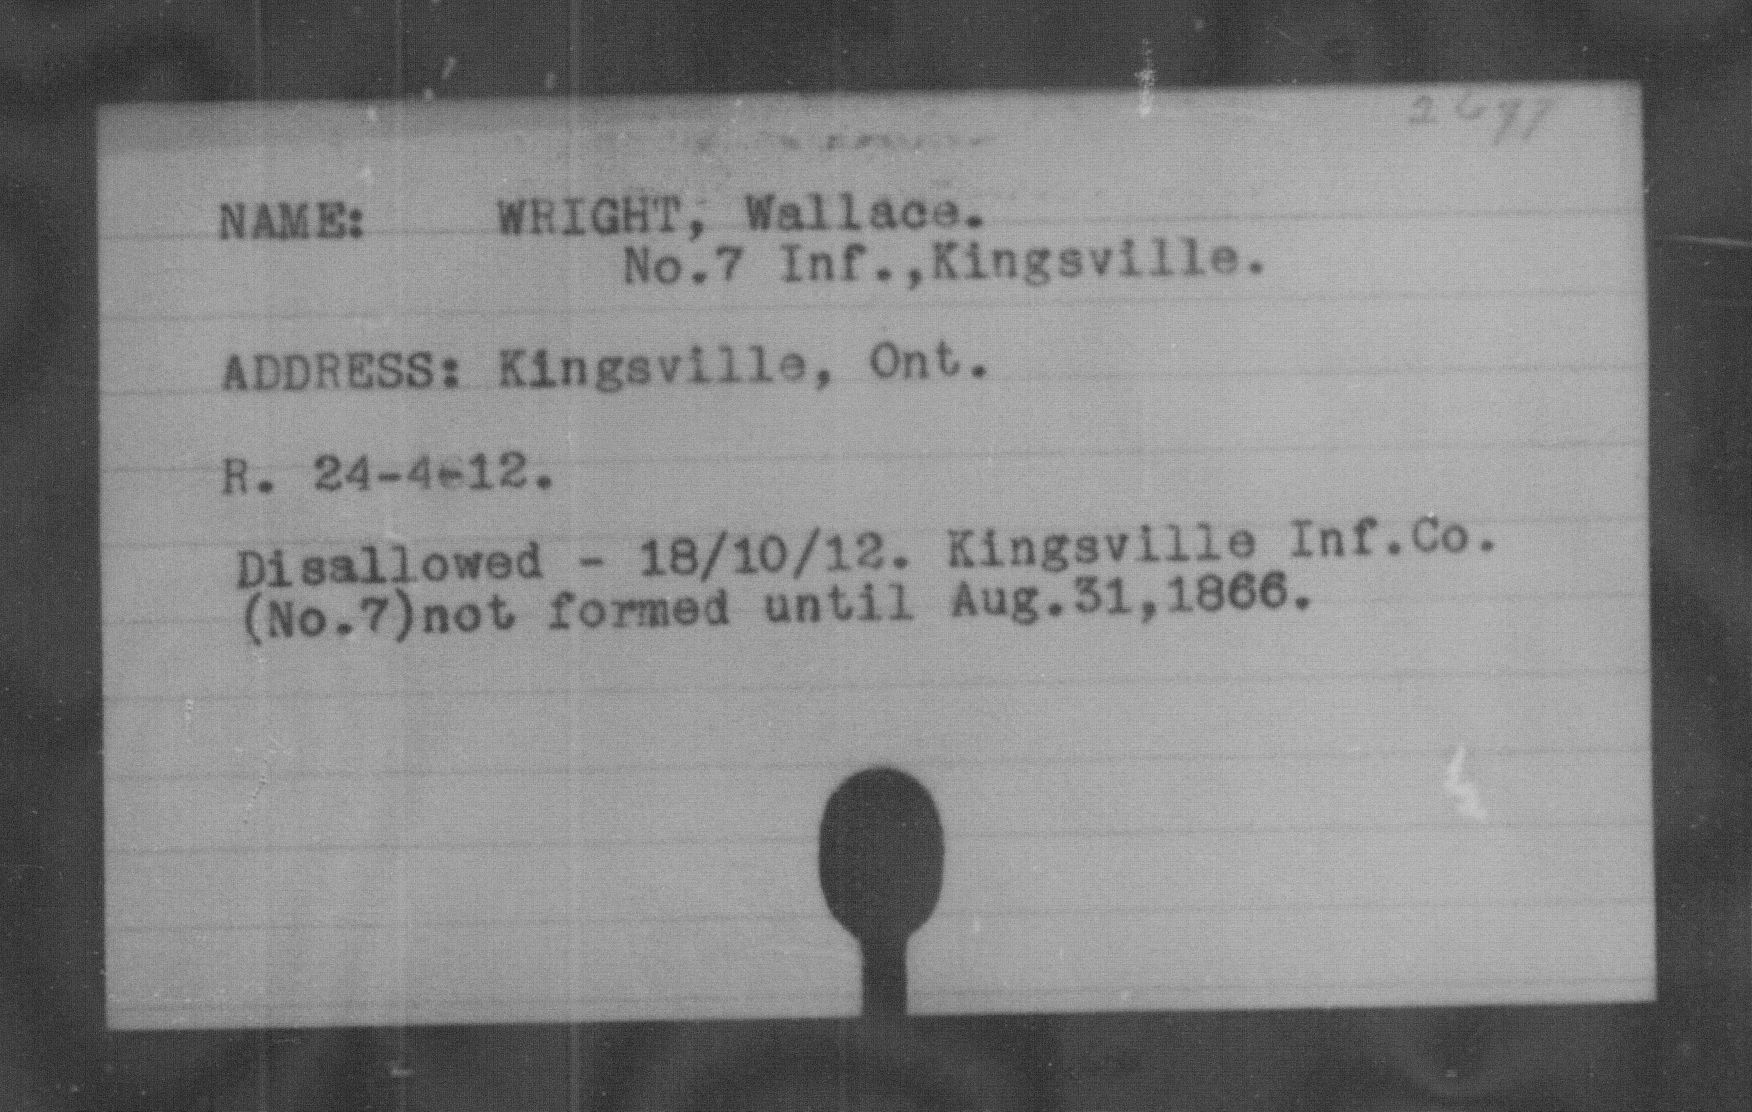 NAME: WRIGHT, Wallace.
No.7 Inf.,Kingsville.
ADDRESS: Kingsville, Ont.
R. 24-4-12.
Disallowed - 18/10/12. Kingsville Inf.Co.
(No.7)not formed until Aug.31,1866.